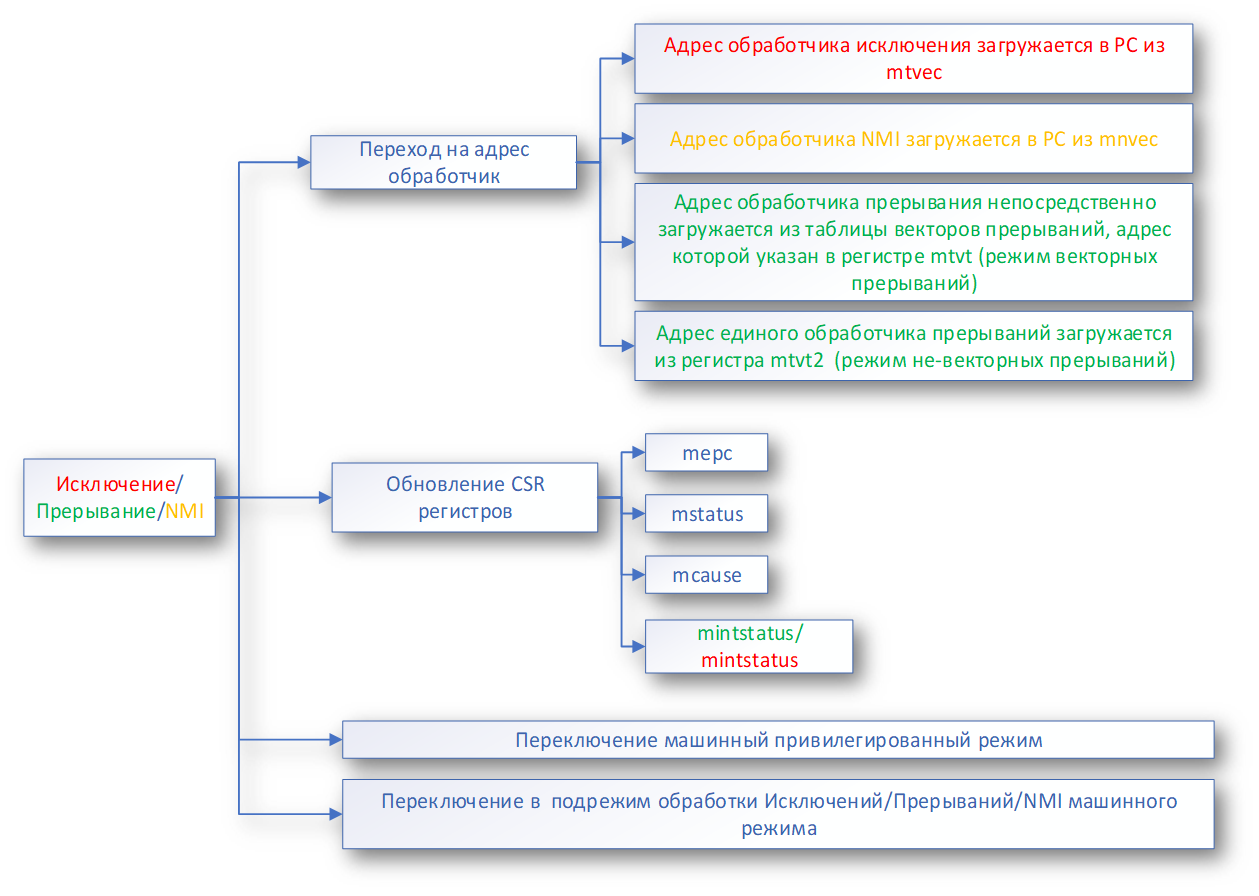 Адрес обработчика исключения загружается в PC из
mtvec
Адрес обработчика NMI загружается в PC из mnvec
Переход на адрес
обработчик
Адрес обработчика прерывания непосредственно
загружается из таблицы векторов прерываний, адрес
которой указан в регистре mtvt (режим векторных
прерываний)
Адрес единого обработчика прерываний загружается
из регистра mtvt2 (режим не-векторных прерываний)
Исключение/
Прерывание/NMI
Обновление CSR
регистров
mepc
mstatus
mcause
mintstatus/
mintstatus
Переключение машинный привилегированный режим
Переключение в подрежим обработки Исключений/Прерываний/NMI машинного
режима